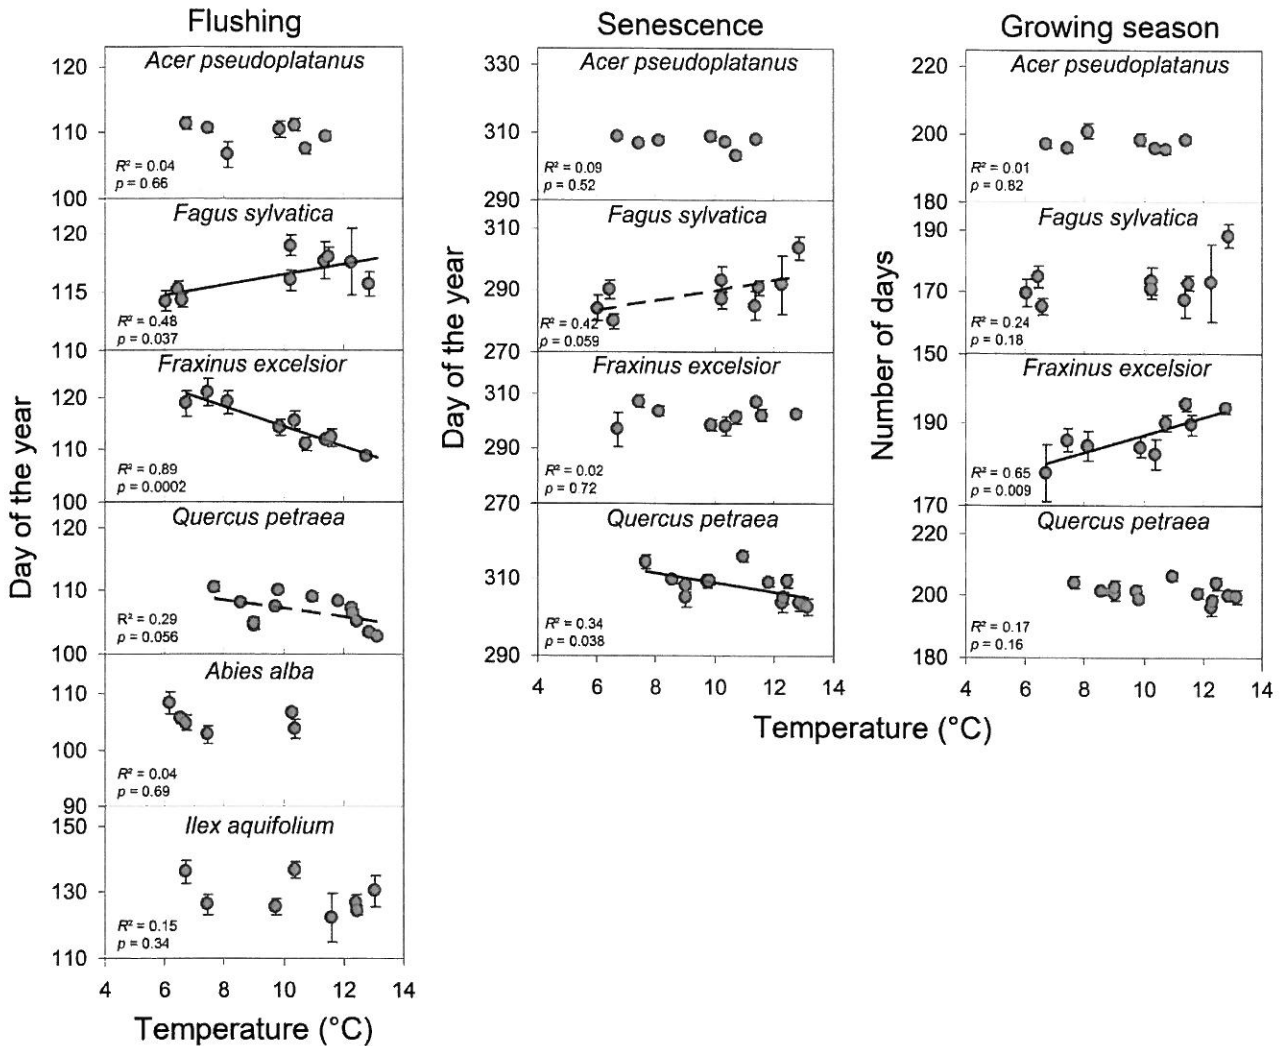 Flushing
Senescence
Growing season
Day of the year
120
110
100
Acer pseudoplatanus
R² = 0.04
p = 0.66
120
115
110
Fagus sylvatica
R² = 0.48
p = 0.037
120
110
100
Fraxinus excelsior
R² = 0.89
p = 0.0002
120
110
100
Quercus petraea
R² = 0.29
p = 0.056
110
100
90
Abies alba
R² = 0.04
p = 0.69
150
130
110
Ilex aquifolium
R² = 0.15
p = 0.34
4 6 8 10 12 14
Temperature (°C)
Day of the year
330
310
290
Acer pseudoplatanus
R² = 0.09
p = 0.52
310
290
270
Fagus sylvatica
R² = 0.42
p = 0.059
310
290
270
Fraxinus excelsior
R² = 0.02
p = 0.72
310
290
Quercus petraea
R² = 0.34
p = 0.038
4 6 8 10 12 14
Number of days
220
200
180
Acer pseudoplatanus
R² = 0.01
p = 0.82
190
170
150
Fagus sylvatica
R² = 0.24
p = 0.18
190
170
Fraxinus excelsior
R² = 0.65
p = 0.009
220
200
180
Quercus petraea
R² = 0.17
p = 0.16
4 6 8 10 12 14
Temperature (°C)